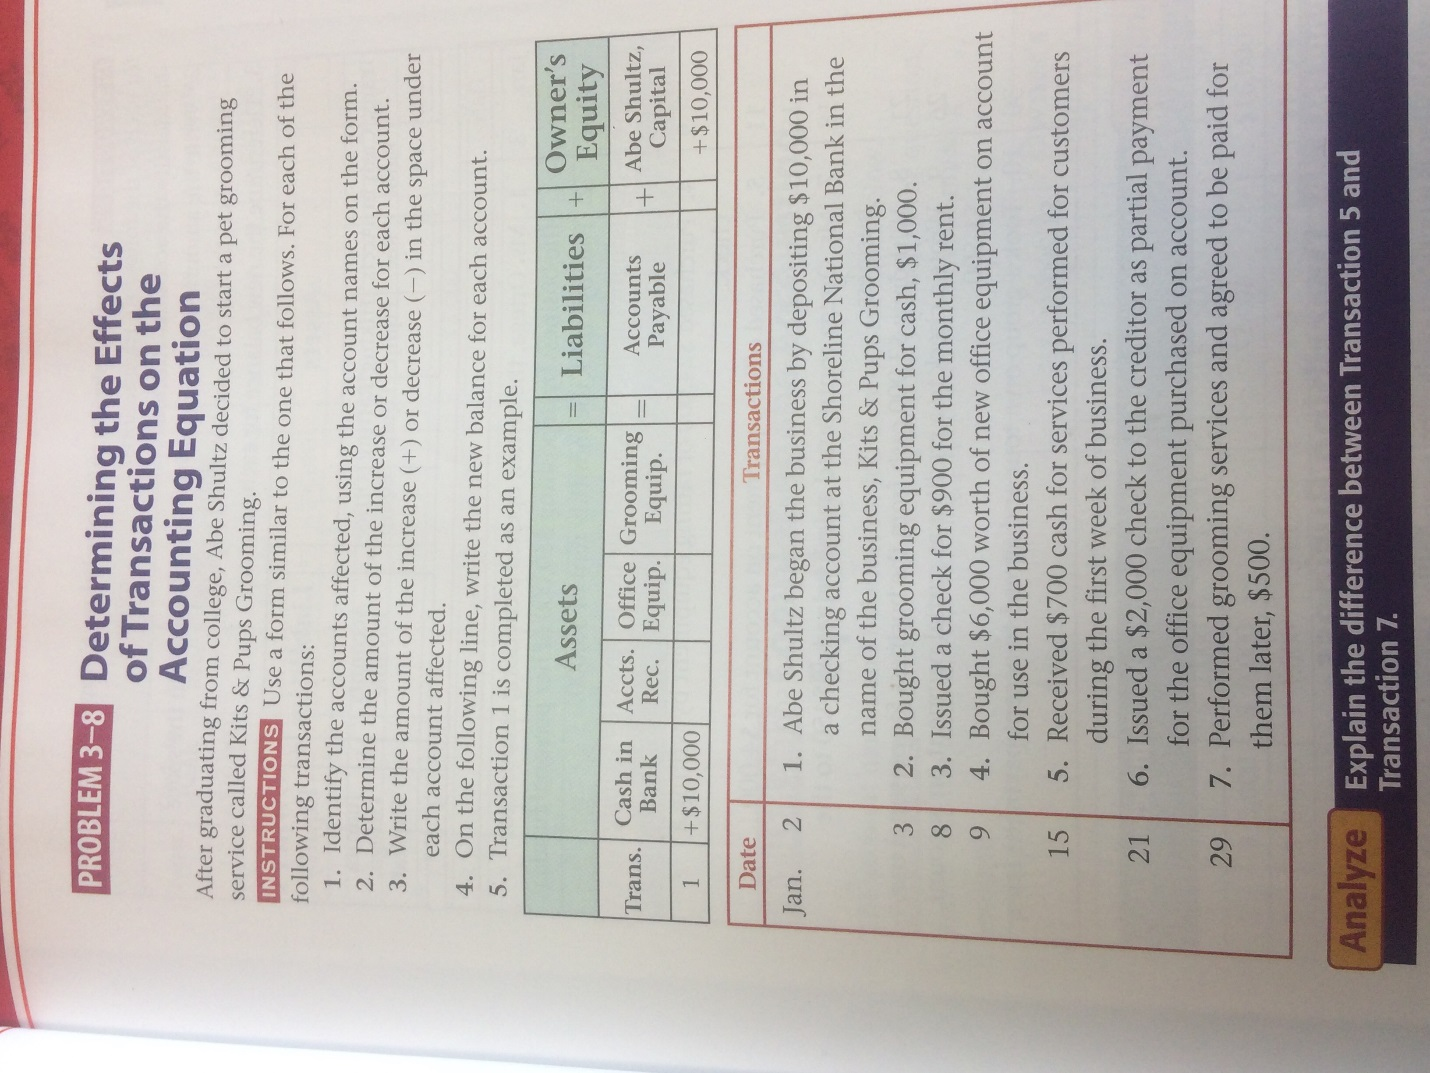 PROBLEM 3–8 Determining the Effects
of Transactions on the
Accounting Equation
After graduating from college, Abe Shultz decided to start a pet grooming
service called Kits & Pups Grooming.
INSTRUCTIONS Use a form similar to the one that follows. For each of the
following transactions:
1. Identify the accounts affected, using the account names on the form.
2. Determine the amount of the increase or decrease for each account.
3. Write the amount of the increase (+) or decrease (−) in the space under
each account affected.
4. On the following line, write the new balance for each account.
5. Transaction 1 is completed as an example.
Assets = Liabilities + Owner's Equity
Trans. Cash in Bank Accts. Rec. Office Equip. Grooming Equip. = Accounts Payable + Abe Shultz, Capital
1 +$10,000 +$10,000
Date Transactions
Jan. 2 1. Abe Shultz began the business by depositing $10,000 in
a checking account at the Shoreline National Bank in the
name of the business, Kits & Pups Grooming.
3 2. Bought grooming equipment for cash, $1,000.
8 3. Issued a check for $900 for the monthly rent.
9 4. Bought $6,000 worth of new office equipment on account
for use in the business.
15 5. Received $700 cash for services performed for customers
during the first week of business.
21 6. Issued a $2,000 check to the creditor as partial payment
for the office equipment purchased on account.
29 7. Performed grooming services and agreed to be paid for
them later, $500.
Analyze Explain the difference between Transaction 5 and
Transaction 7.